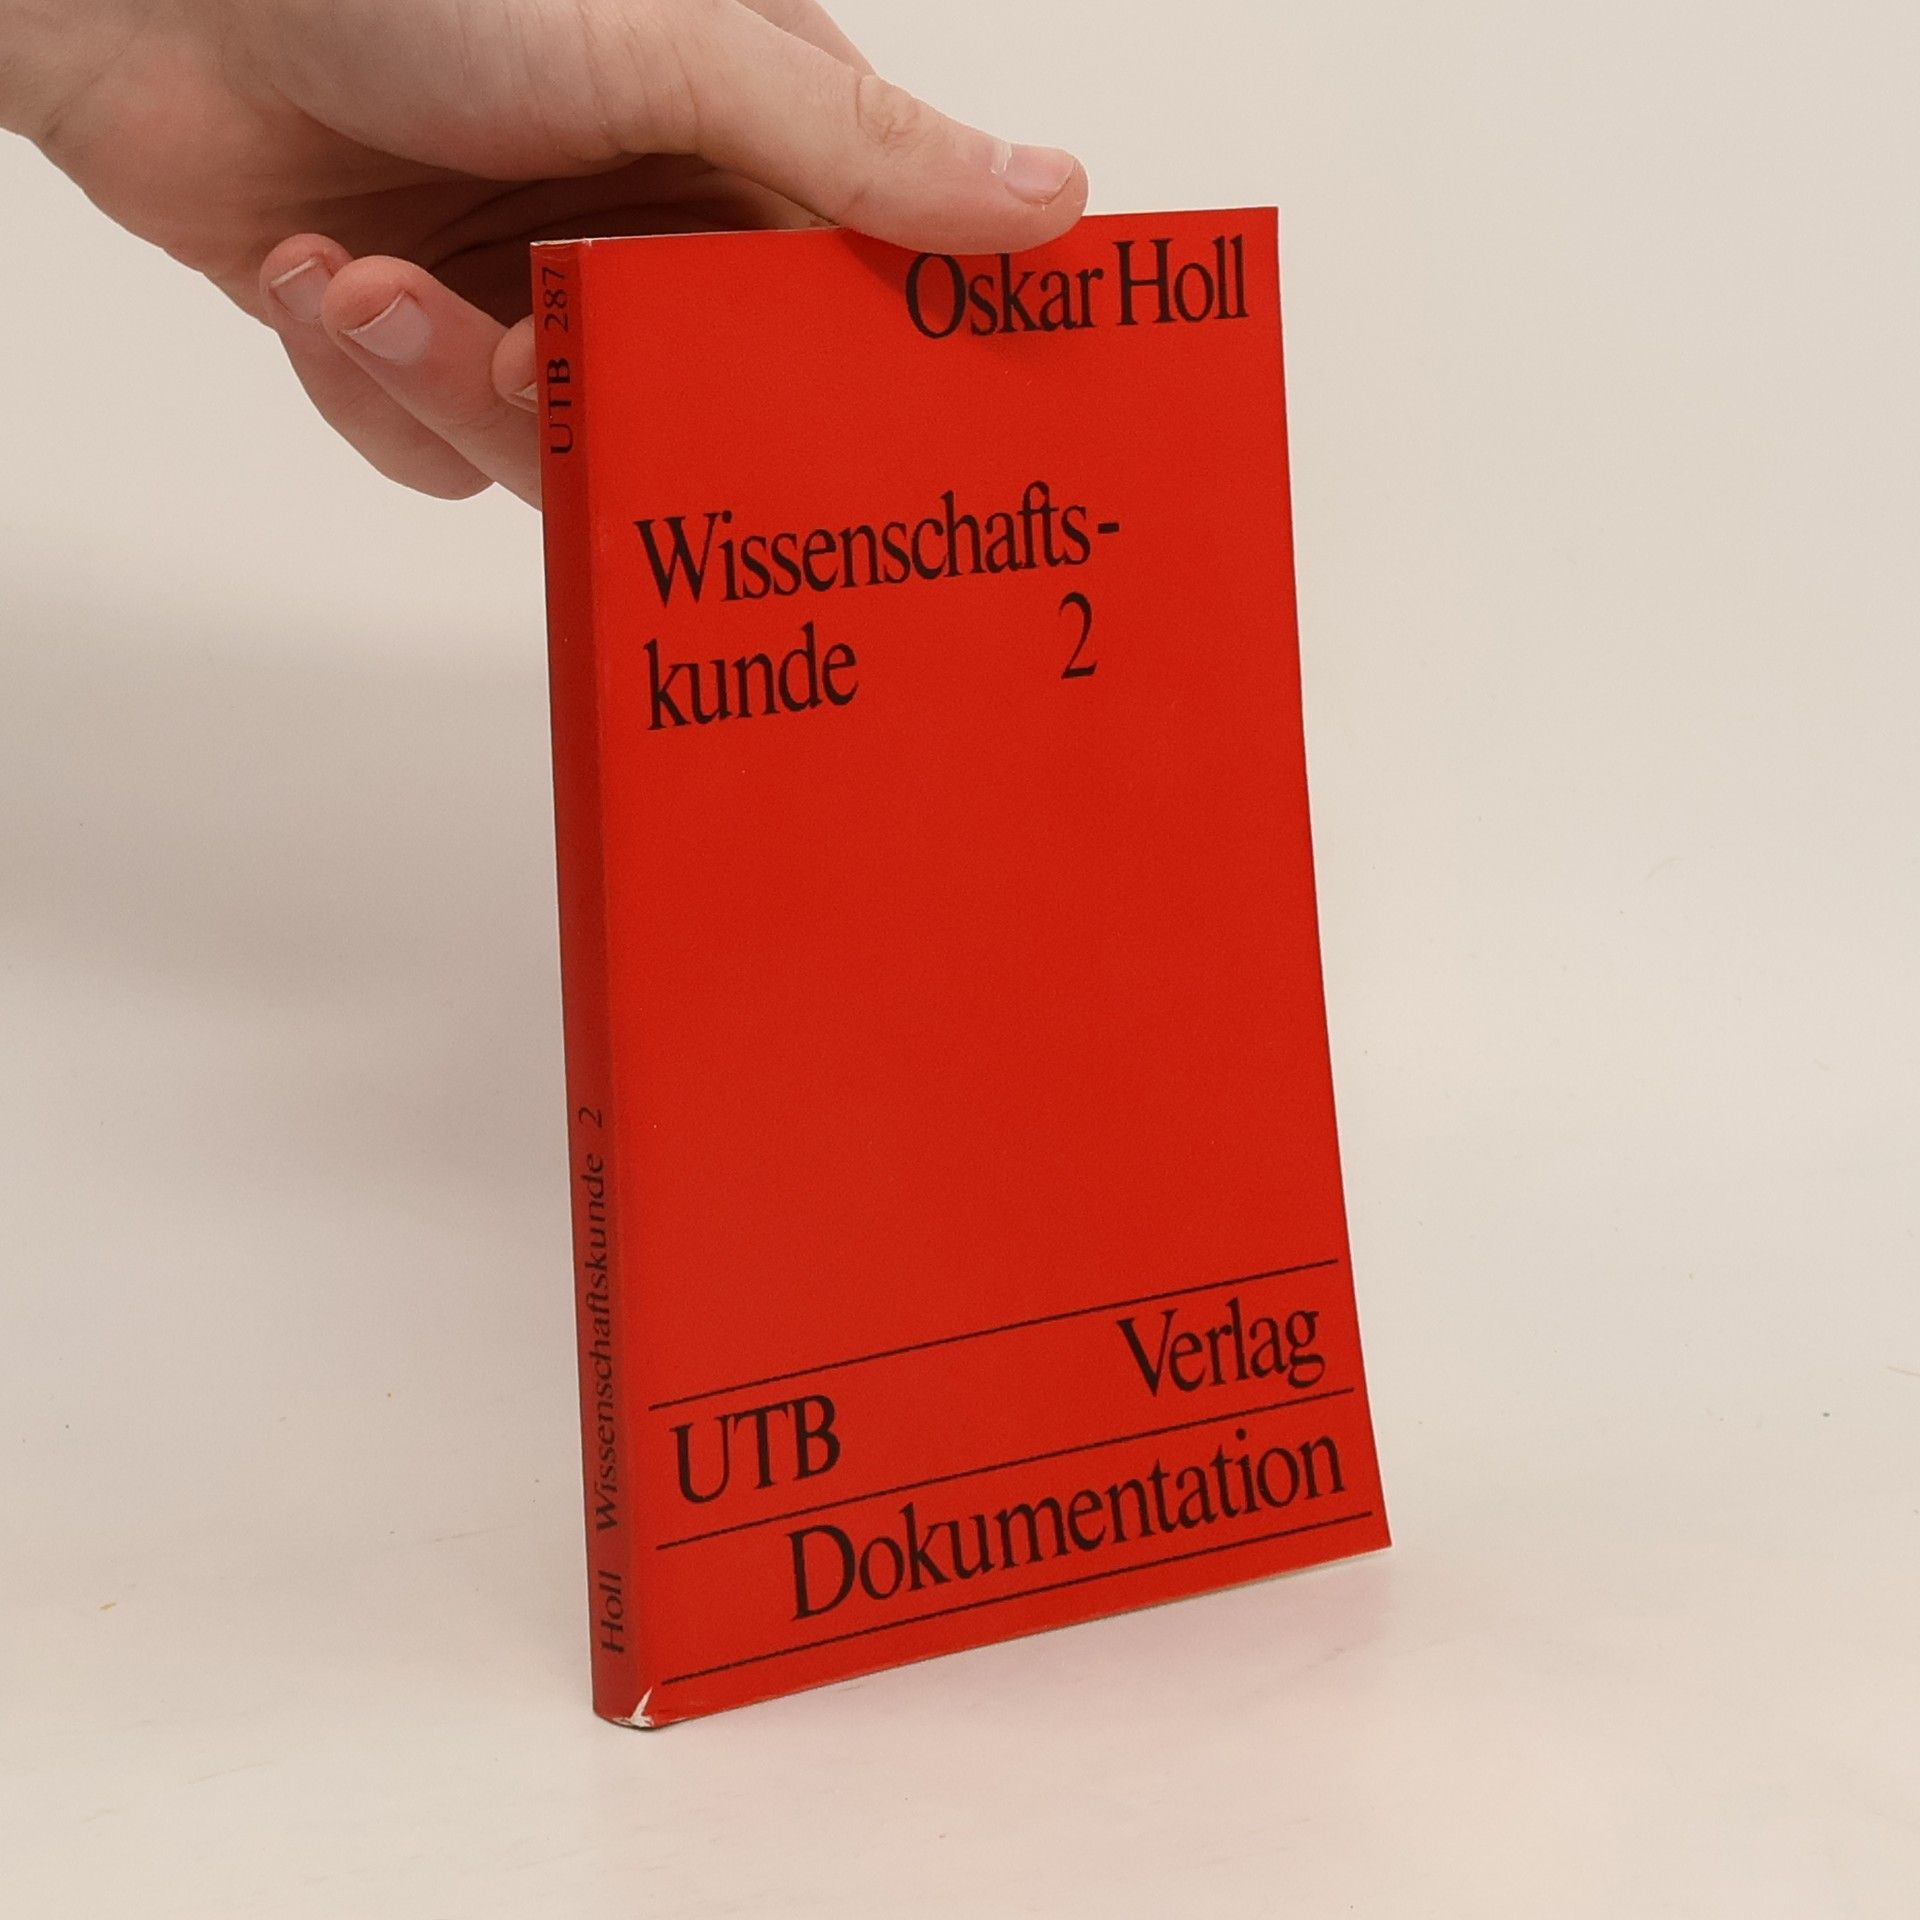 Oskar Holl
Wissenschafts-
kunde 2
UTB Verlag
Dokumentation
UTB 287
Holl Wissenschaftskunde 2